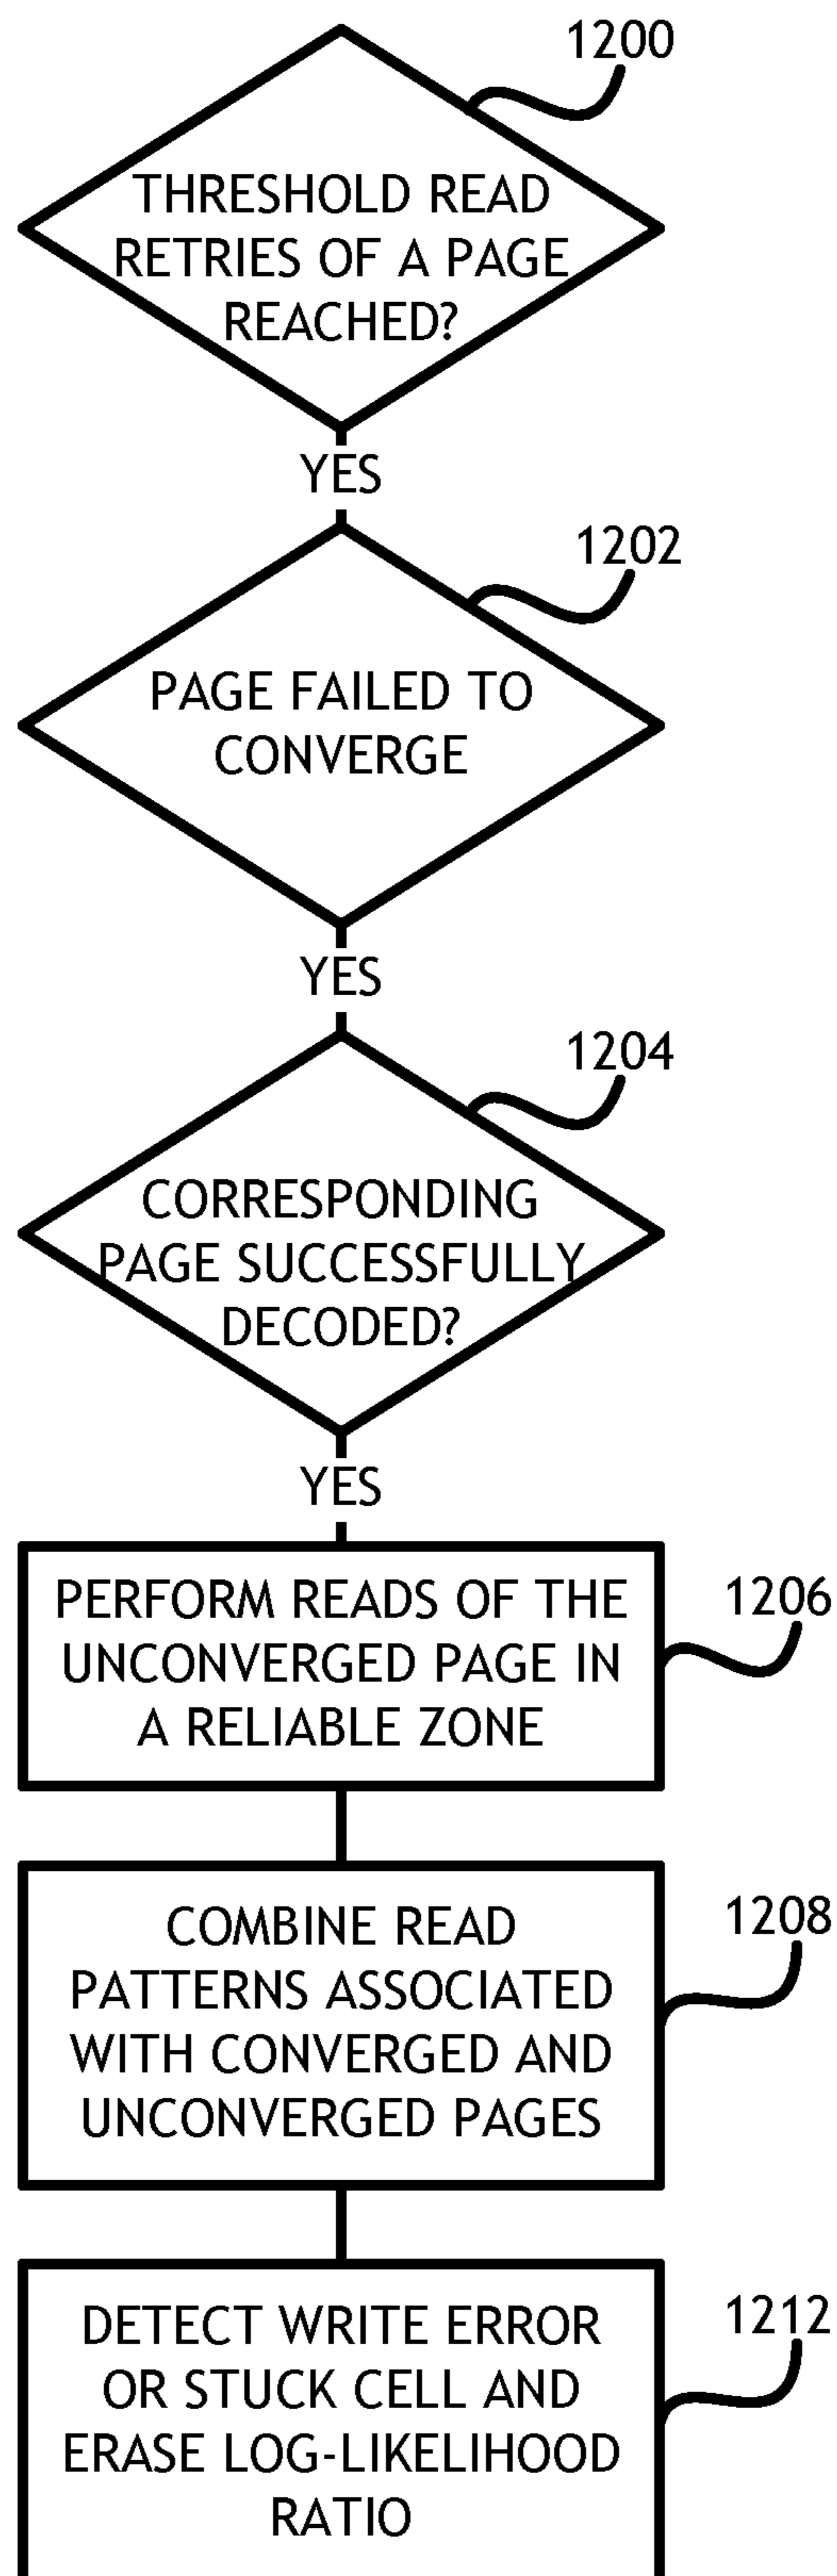 1200
THRESHOLD READ
RETRIES OF A PAGE
REACHED?
YES
1202
PAGE FAILED TO
CONVERGE
YES
1204
CORRESPONDING
PAGE SUCCESSFULLY
DECODED?
YES
PERFORM READS OF THE
UNCONVERGED PAGE IN
A RELIABLE ZONE
1206
COMBINE READ
PATTERNS ASSOCIATED
WITH CONVERGED AND
UNCONVERGED PAGES
1208
DETECT WRITE ERROR
OR STUCK CELL AND
ERASE LOG-LIKELIHOOD
RATIO
1212